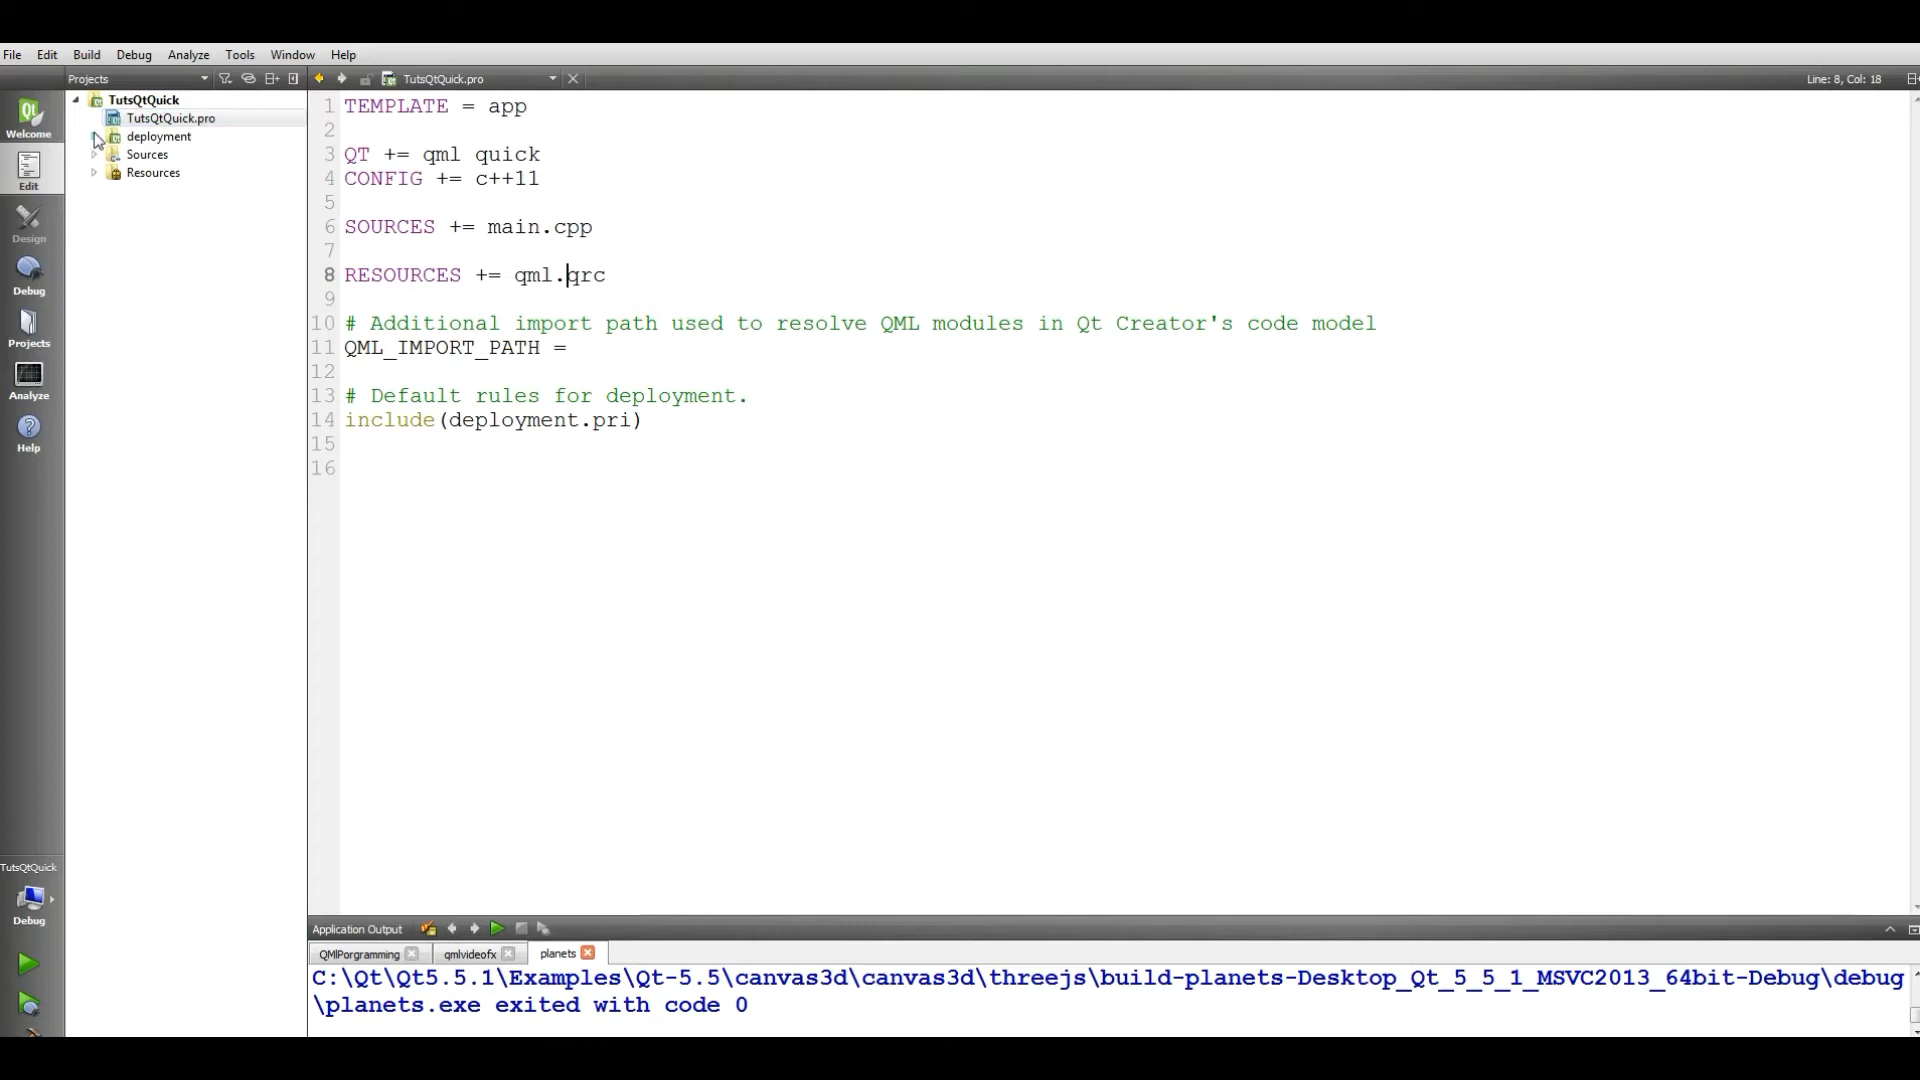 File Edit Build Debug Analyze Tools Window Help
Projects
TutsQtQuick.pro
Line: 8, Col: 18
TutsQtQuick
TutsQtQuick.pro
deployment
Sources
Resources
Qt
Welcome
Edit
Design
Debug
Projects
Analyze
Help
1 TEMPLATE = app
2
3 QT += qml quick
4 CONFIG += c++11
5
6 SOURCES += main.cpp
7
8 RESOURCES += qml.qrc
9
10 # Additional import path used to resolve QML modules in Qt Creator's code model
11 QML_IMPORT_PATH =
12
13 # Default rules for deployment.
14 include(deployment.pri)
15
16
TutsQtQuick
Debug
Application Output
QMlPorgramming qmlvideofx planets
C:\Qt\Qt5.5.1\Examples\Qt-5.5\canvas3d\canvas3d\threejs\build-planets-Desktop_Qt_5_5_1_MSVC2013_64bit-Debug\debug
\planets.exe exited with code 0